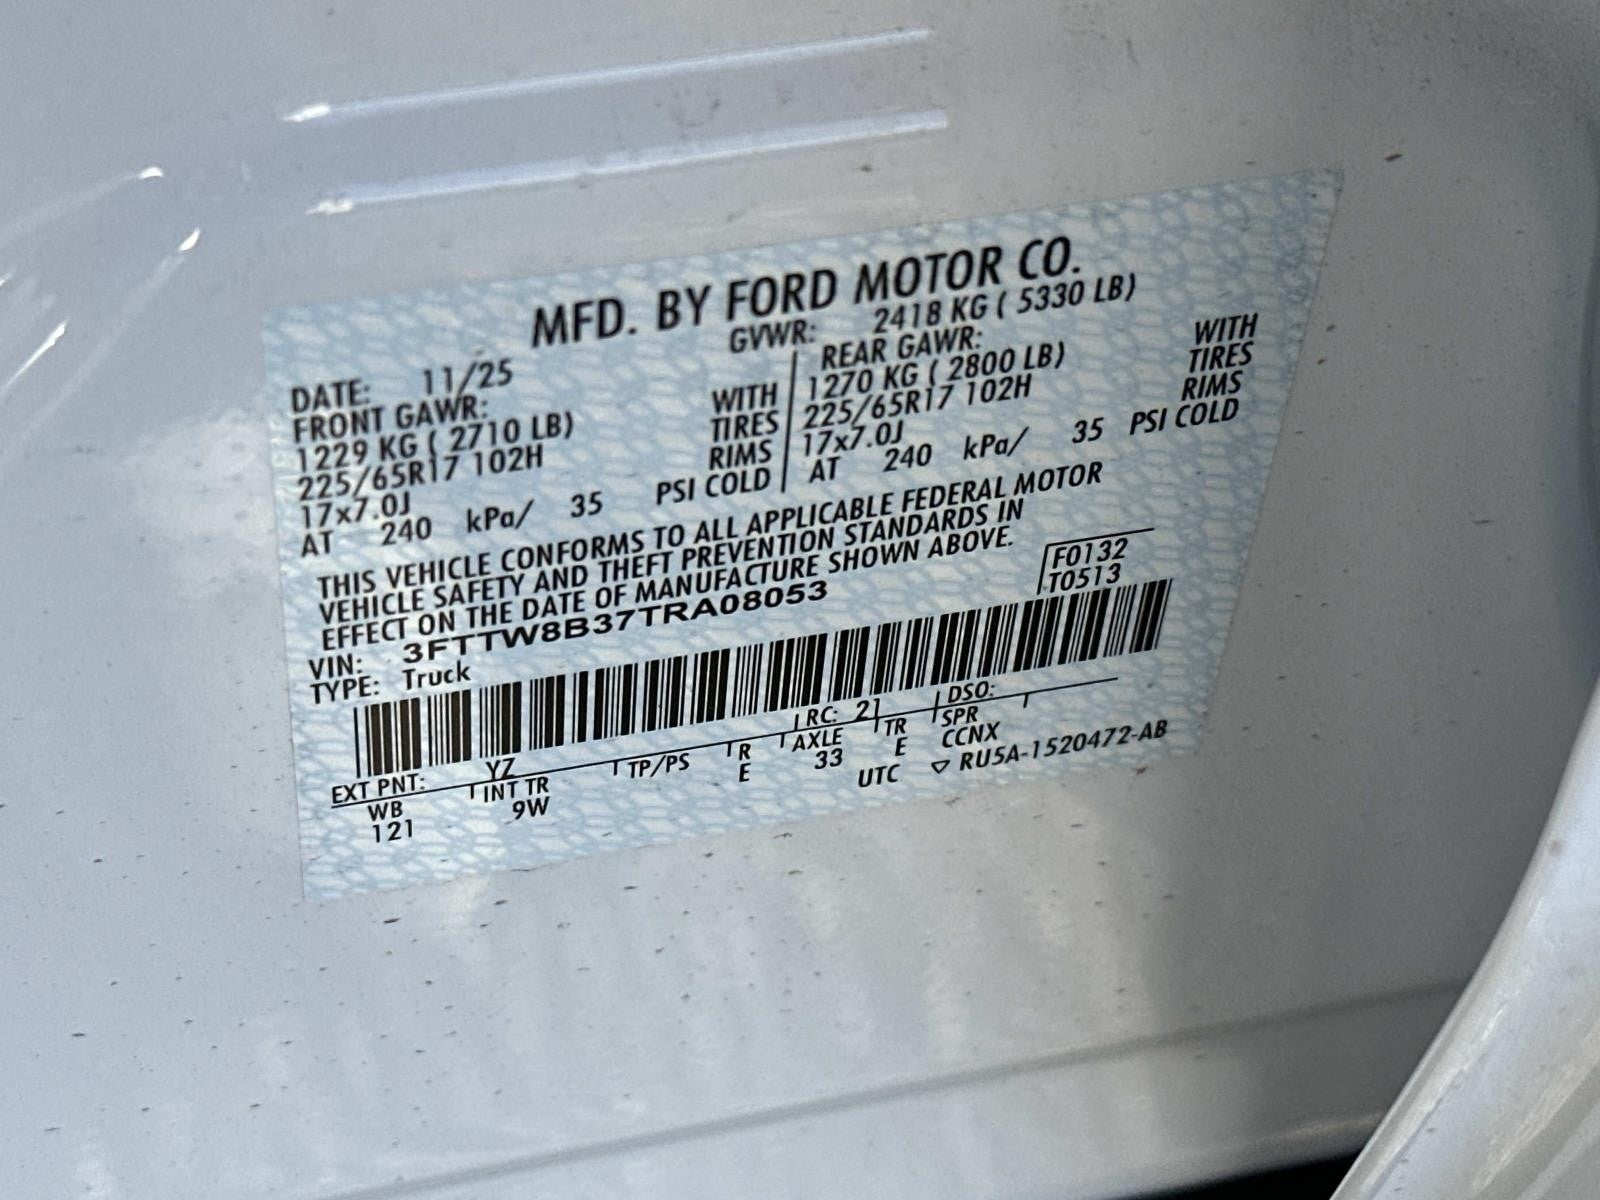 MFD. BY FORD MOTOR CO.
DATE: 11/25 GVWR: 2418 KG ( 5330 LB)
FRONT GAWR: REAR GAWR:
1229 KG ( 2710 LB) WITH 1270 KG ( 2800 LB) WITH
225/65R17 102H TIRES 225/65R17 102H TIRES
17x7.0J RIMS 17x7.0J RIMS
AT 240 kPa/ 35 PSI COLD AT 240 kPa/ 35 PSI COLD
THIS VEHICLE CONFORMS TO ALL APPLICABLE FEDERAL MOTOR
VEHICLE SAFETY AND THEFT PREVENTION STANDARDS IN
EFFECT ON THE DATE OF MANUFACTURE SHOWN ABOVE.
F0132
T0513
VIN: 3FTTW8B37TRA08053
TYPE: Truck
EXT PNT: YZ RC: 21 DSO:
WB INT TR TP/PS R AXLE TR SPR
121 9W E 33 E CCNX
UTC ▽ RU5A-1520472-AB